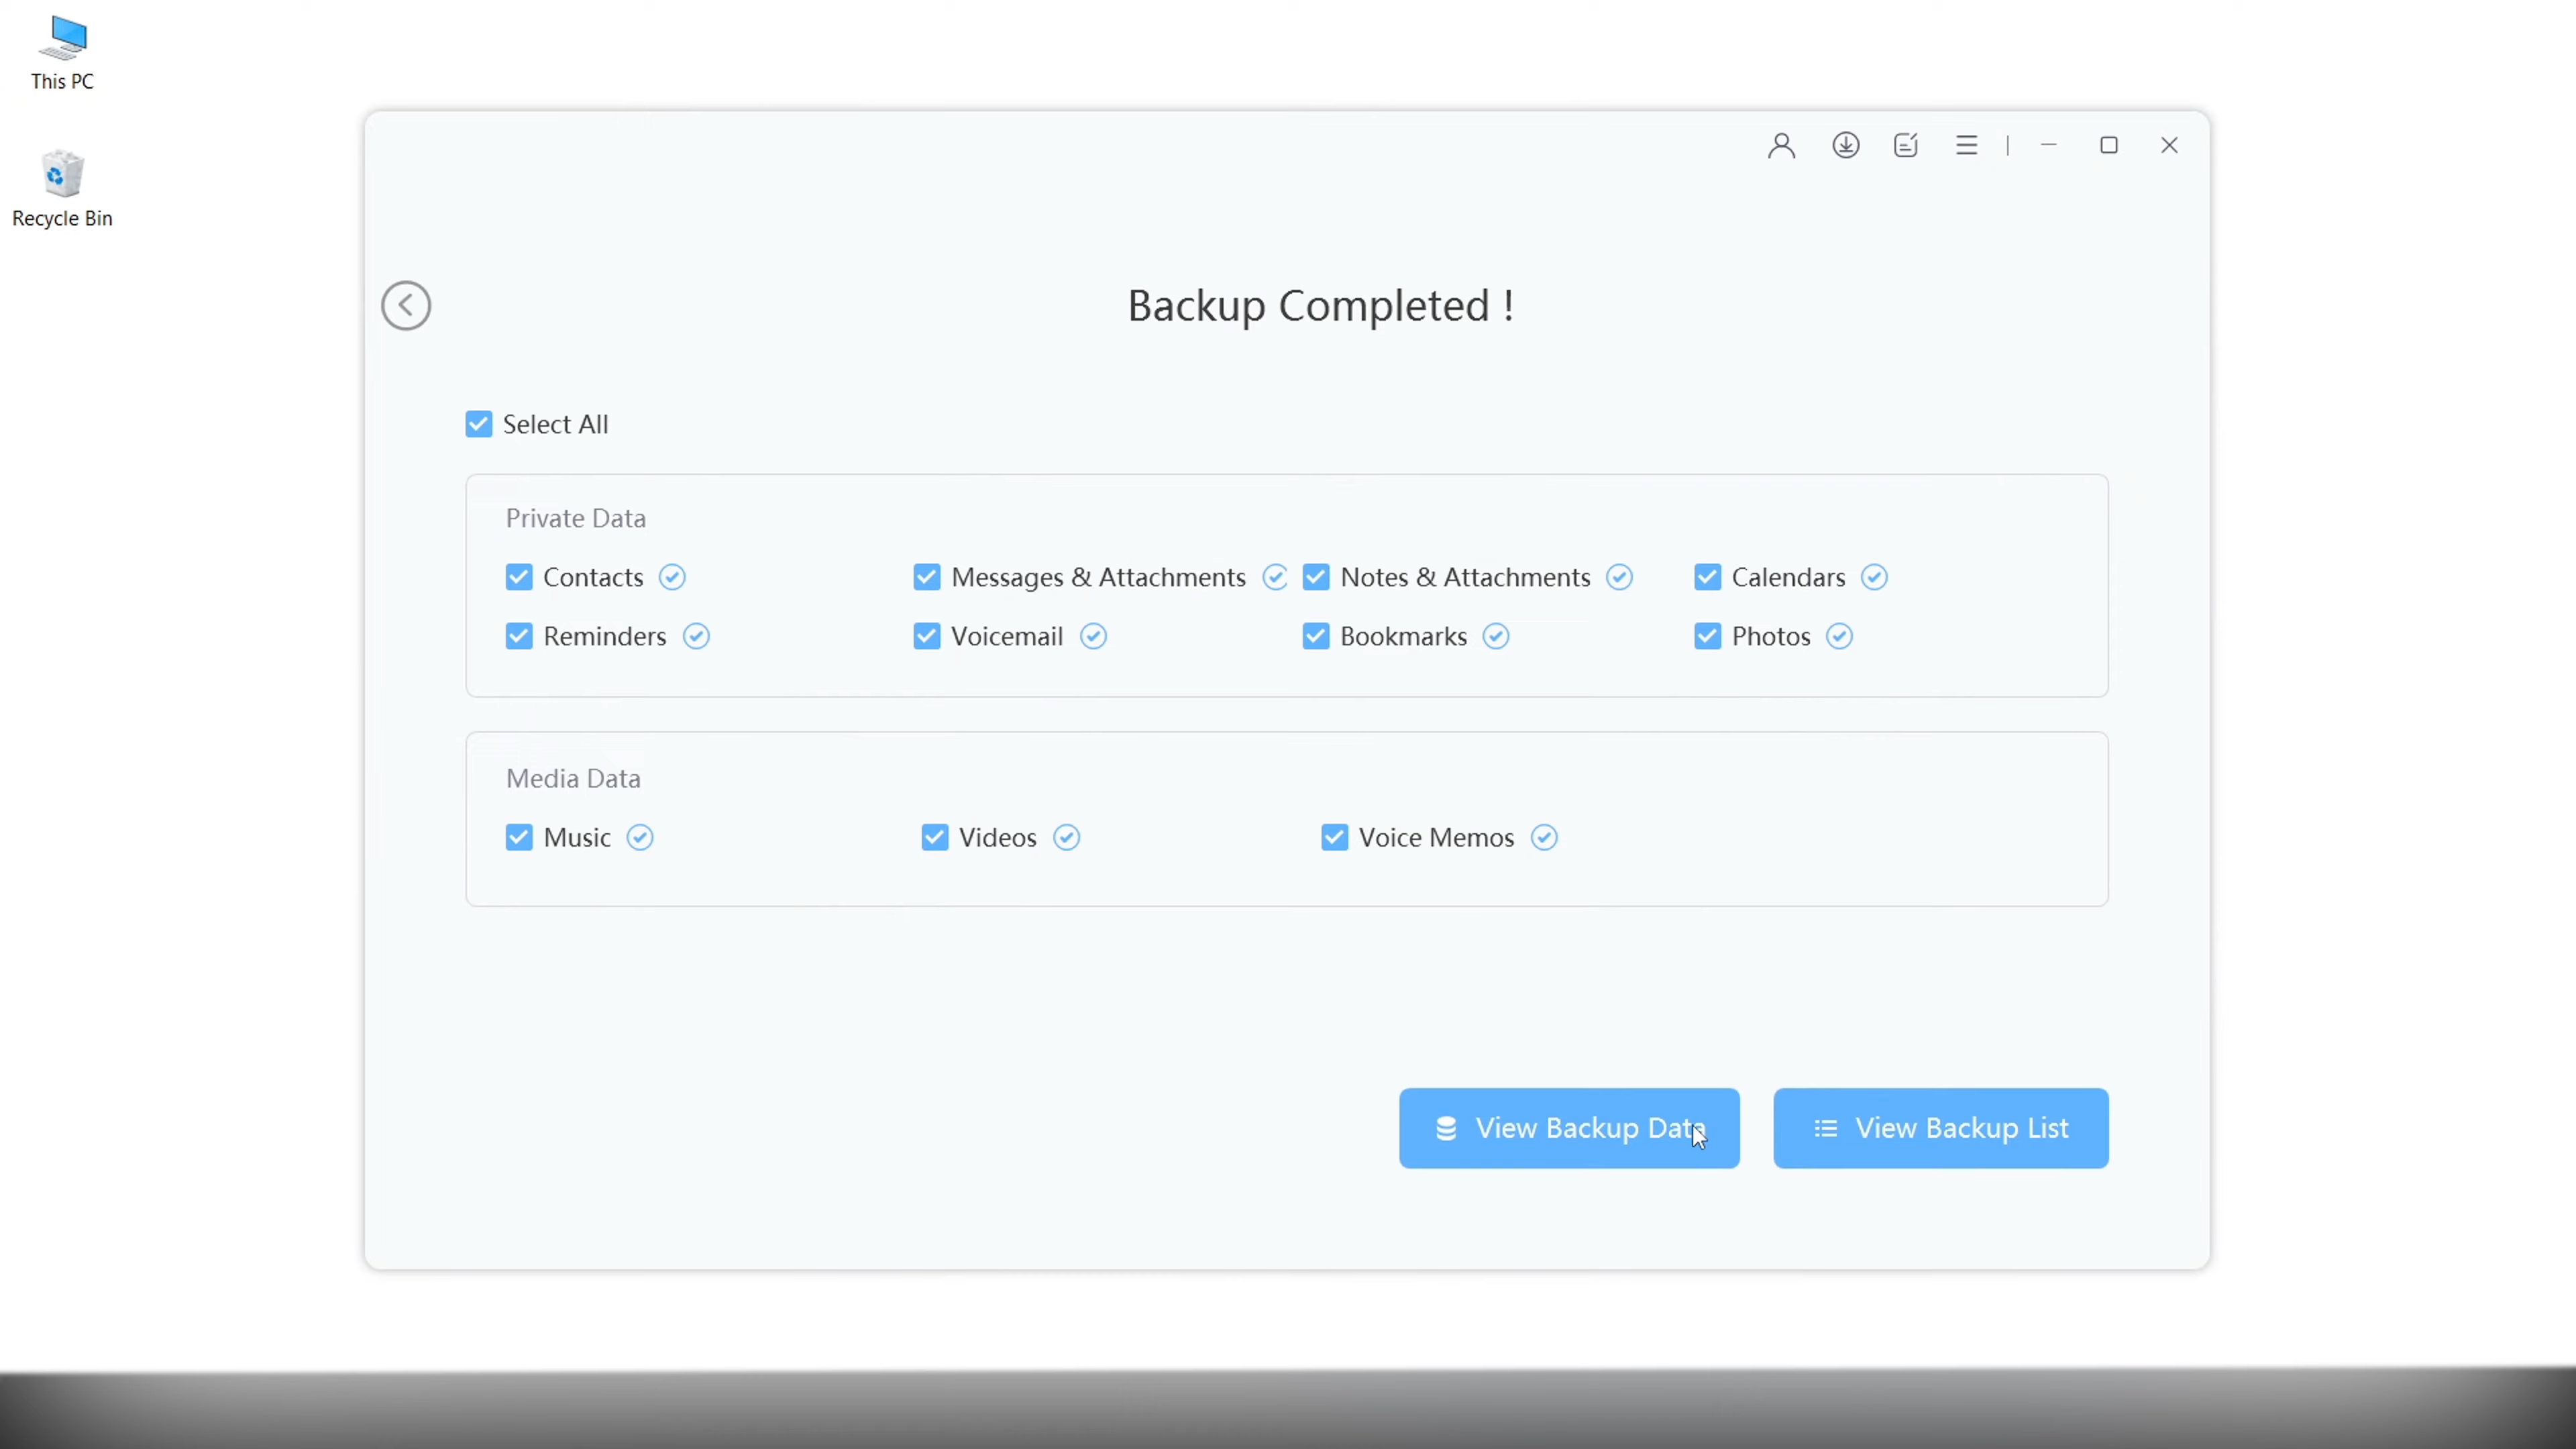 This PC
Recycle Bin
Backup Completed !
Select All
Private Data
Contacts Messages & Attachments Notes & Attachments Calendars
Reminders Voicemail Bookmarks Photos
Media Data
Music Videos Voice Memos
View Backup Data View Backup List